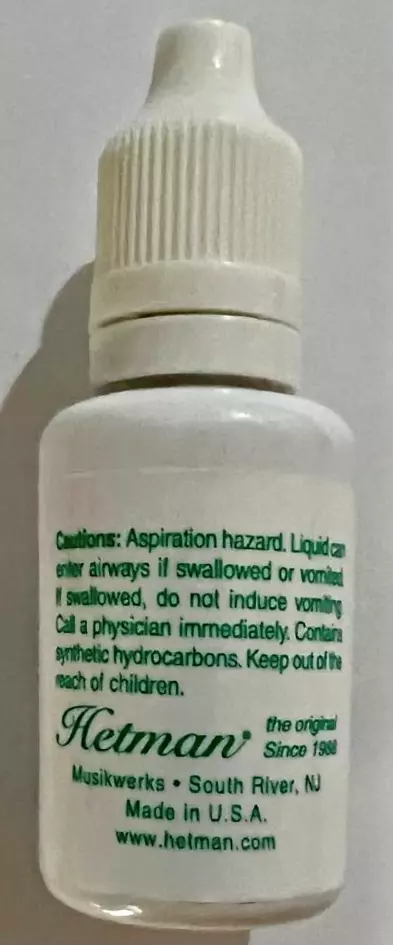 Cautions: Aspiration hazard. Liquid can
enter airways if swallowed or vomited
If swallowed, do not induce vomiting
Call a physician immediately. Contains
synthetic hydrocarbons. Keep out of the
reach of children.
Hetman® the original
Since 1988
Musikwerks • South River, NJ
Made in U.S.A.
www.hetman.com